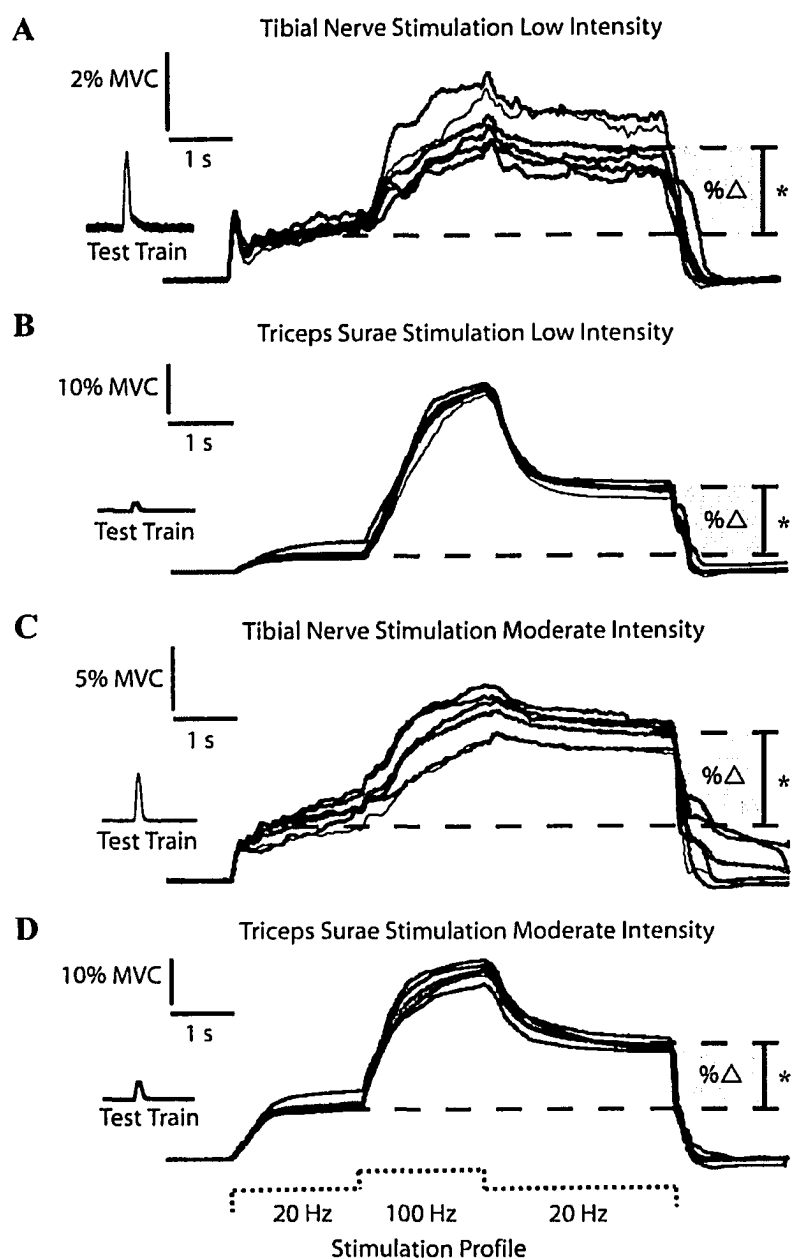 A
Tibial Nerve Stimulation Low Intensity
2% MVC
1 s
Test Train
%△ *
B
Triceps Surae Stimulation Low Intensity
10% MVC
1 s
Test Train
%△ *
C
Tibial Nerve Stimulation Moderate Intensity
5% MVC
1 s
Test Train
%△ *
D
Triceps Surae Stimulation Moderate Intensity
10% MVC
1 s
Test Train
%△ *
20 Hz 100 Hz 20 Hz
Stimulation Profile